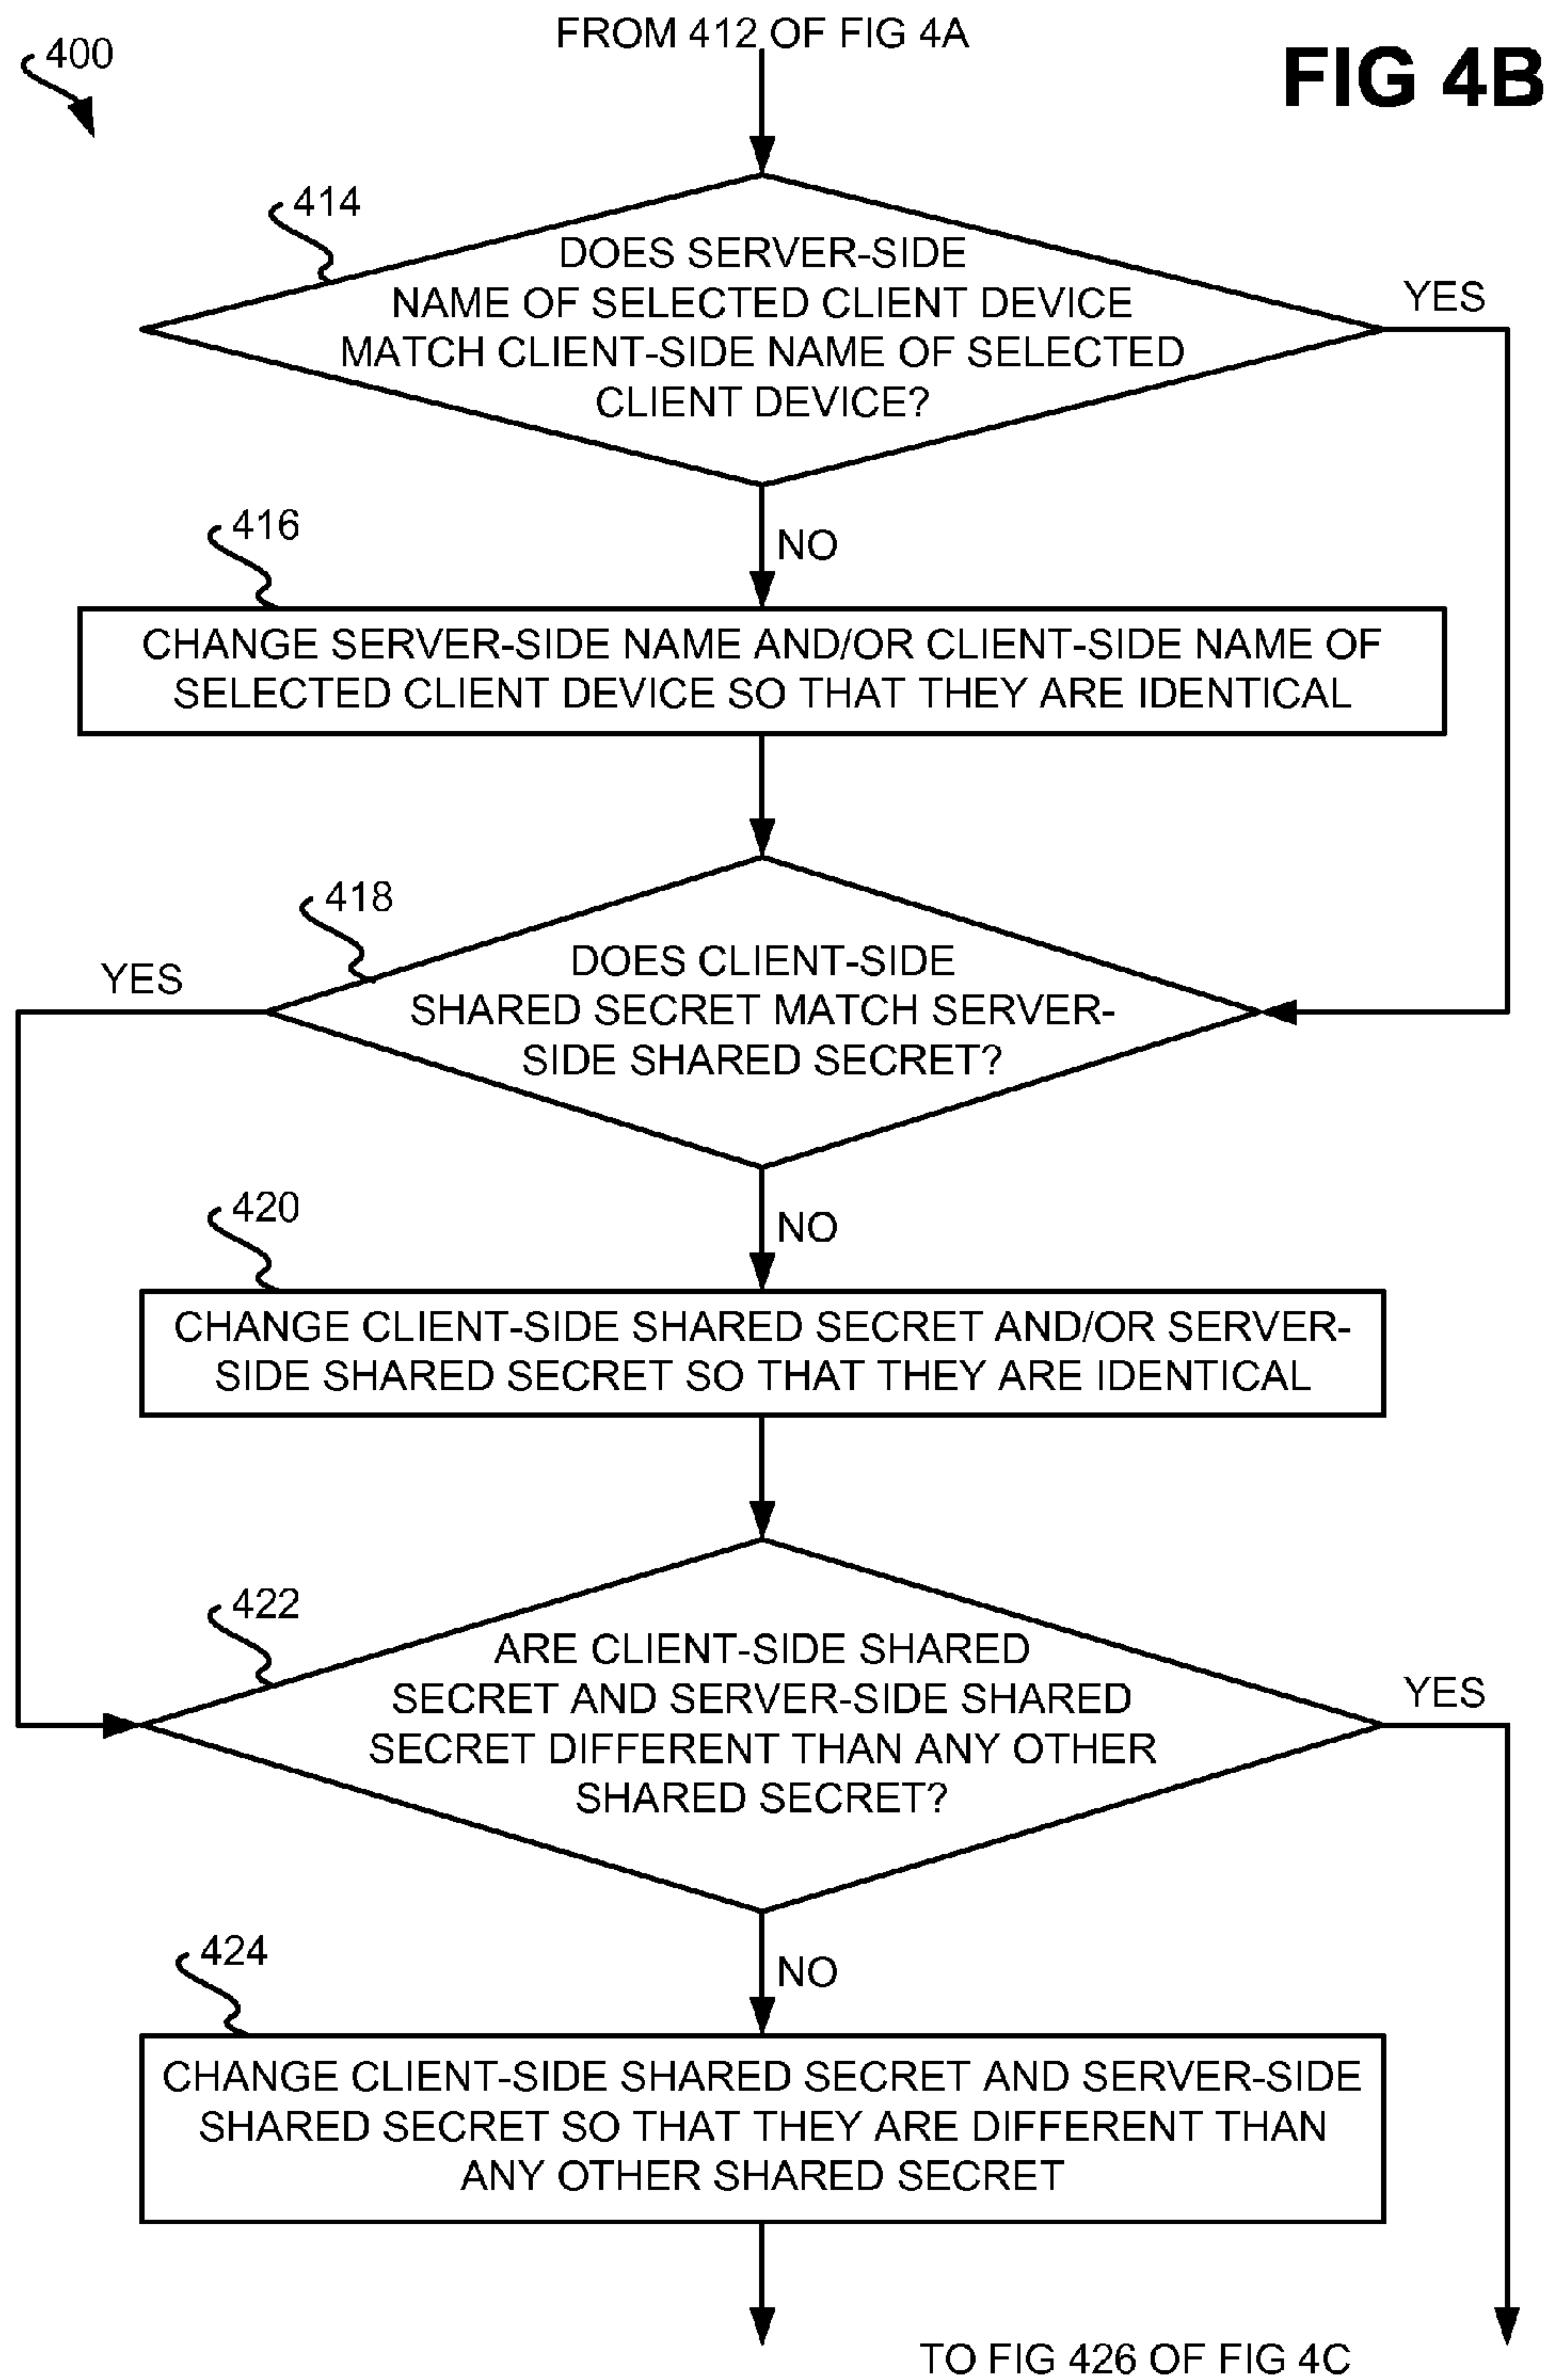 FROM 412 OF FIG 4A
FIG 4B
400
414
DOES SERVER-SIDE
NAME OF SELECTED CLIENT DEVICE
MATCH CLIENT-SIDE NAME OF SELECTED
CLIENT DEVICE?
YES
NO
416
CHANGE SERVER-SIDE NAME AND/OR CLIENT-SIDE NAME OF
SELECTED CLIENT DEVICE SO THAT THEY ARE IDENTICAL
418
YES
DOES CLIENT-SIDE
SHARED SECRET MATCH SERVER-
SIDE SHARED SECRET?
NO
420
CHANGE CLIENT-SIDE SHARED SECRET AND/OR SERVER-
SIDE SHARED SECRET SO THAT THEY ARE IDENTICAL
422
ARE CLIENT-SIDE SHARED
SECRET AND SERVER-SIDE SHARED
SECRET DIFFERENT THAN ANY OTHER
SHARED SECRET?
YES
NO
424
CHANGE CLIENT-SIDE SHARED SECRET AND SERVER-SIDE
SHARED SECRET SO THAT THEY ARE DIFFERENT THAN
ANY OTHER SHARED SECRET
TO FIG 426 OF FIG 4C